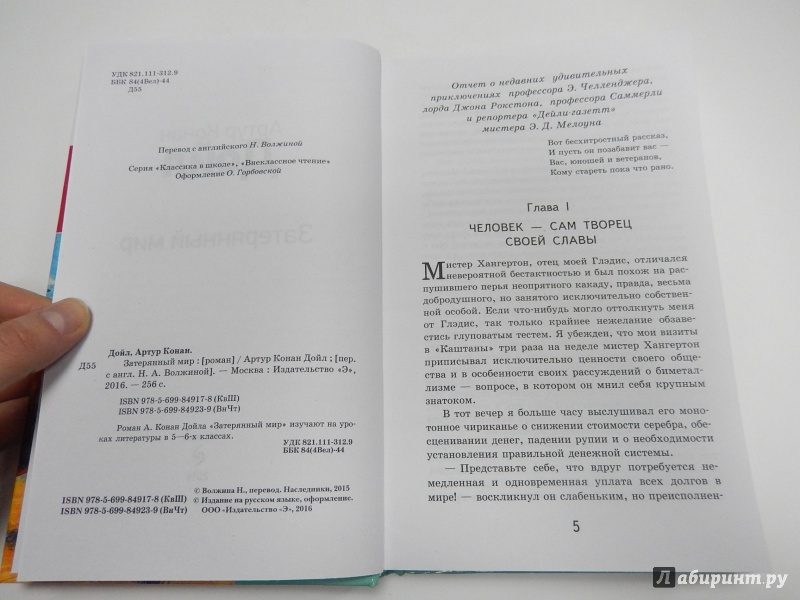 УДК 821.111-312.9
ББК 84(4Вел)-44
Д55
Перевод с английского Н. Волжиной
Серия «Классика в школе», «Внеклассное чтение»
Оформление О. Горбовской
Дойл, Артур Конан.
Д55 Затерянный мир : [роман] / Артур Конан Дойл ; [пер.
с англ. Н. А. Волжиной]. — Москва : Издательство «Э»,
2016. — 256 с.
ISBN 978-5-699-84917-8 (КвШ)
ISBN 978-5-699-84923-9 (ВнЧт)
Роман А. Конан Дойла «Затерянный мир» изучают на уро-
ках литературы в 5—6-х классах.
УДК 821.111-312.9
ББК 84(4Вел)-44
© Волжина Н., перевод. Наследники, 2015
ISBN 978-5-699-84917-8 (КвШ) © Издание на русском языке, оформление.
ISBN 978-5-699-84923-9 (ВнЧт) ООО «Издательство «Э», 2016
Артур Конан
Затерянный мир
Отчет о недавних удивительных
приключениях профессора Э. Челленджера,
лорда Джона Рокстона, профессора Саммерли
и репортера «Дейли-газетт»
мистера Э. Д. Мелоуна
Вот бесхитростный рассказ,
И пусть он позабавит вас —
Вас, юношей и ветеранов,
Кому стареть пока что рано.
Глава I
ЧЕЛОВЕК — САМ ТВОРЕЦ
СВОЕЙ СЛАВЫ
Мистер Хангертон, отец моей Глэдис, отличался
невероятной бестактностью и был похож на рас-
пушившего перья неопрятного какаду, правда, весьма
добродушного, но занятого исключительно собствен-
ной особой. Если что-нибудь могло оттолкнуть меня
от Глэдис, так только крайнее нежелание обзаве-
стись глуповатым тестем. Я убежден, что мои визиты
в «Каштаны» три раза на неделе мистер Хангертон
приписывал исключительно ценности своего общества
и в особенности своих рассуждений о биметал-
лизме — вопросе, в котором он мнил себя крупным
знатоком.
В тот вечер я больше часу выслушивал его моно-
тонное чириканье о снижении стоимости серебра, обе-
сценивании денег, падении рупии и о необходимости
установления правильной денежной системы.
— Представьте себе, что вдруг потребуется не-
медленная и одновременная уплата всех долгов в
мире! — воскликнул он слабеньким, но преисполнен-
5
Лабиринт.ру